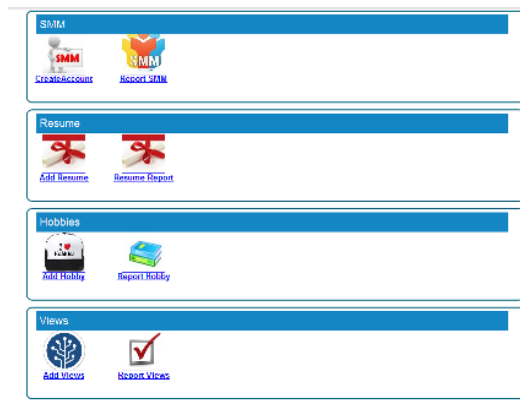 SMM
SMM
SMM
CreateAccount
Report SMM
Resume
Add Resume
Resume Report
Hobbies
Add Hobby
Report Hobby
Views
Add Views
Report Views